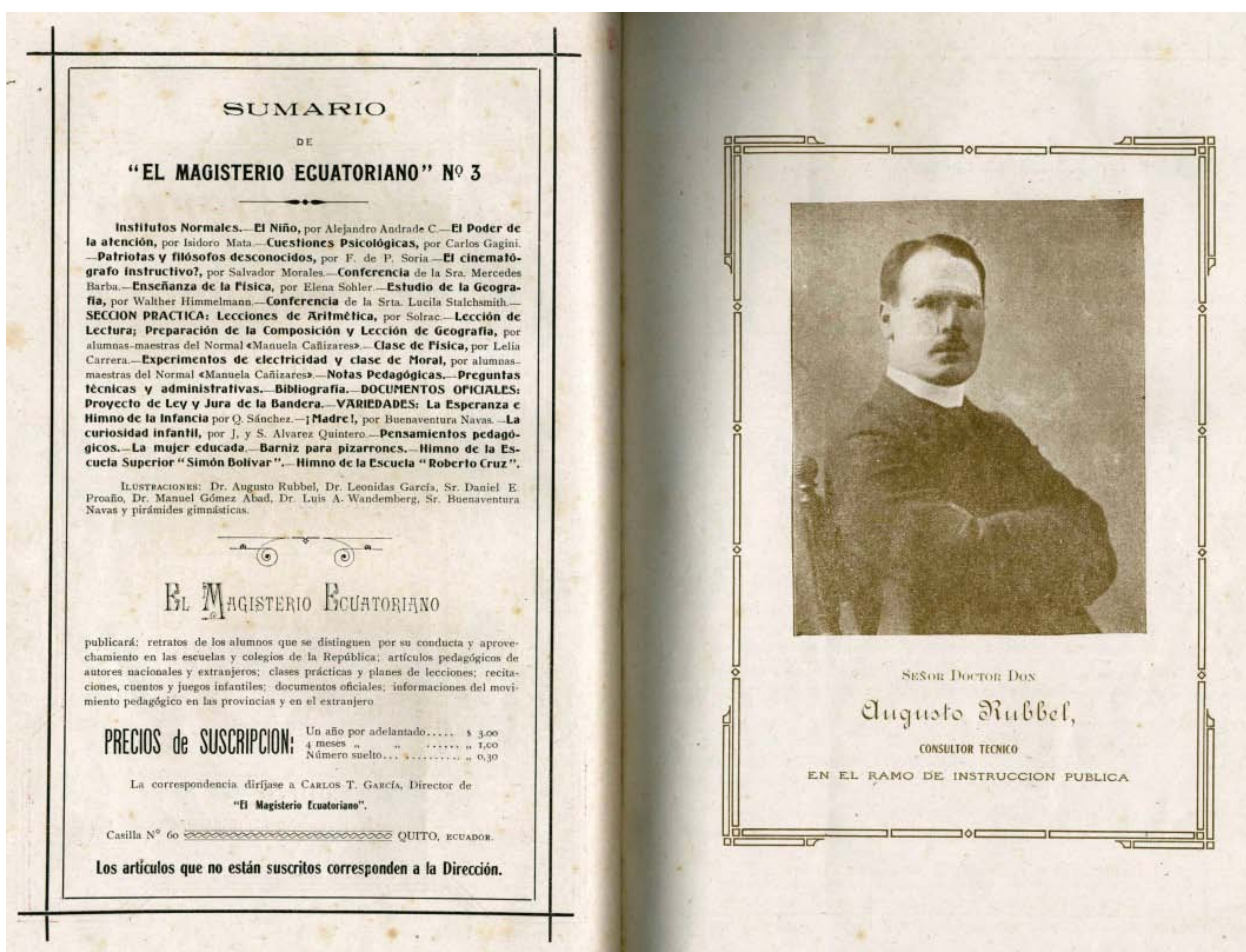 SUMARIO
DE
"EL MAGISTERIO ECUATORIANO" Nº 3
Institutos Normales.—El Niño, por Alejandro Andrade C.—El Poder de
la atención, por Isidoro Mata.—Cuestiones Psicológicas, por Carlos Gagini.
—Patriotas y filósofos desconocidos, por F. de P. Soria.—El cinemató-
grafo instructivo?, por Salvador Morales.—Conferencia de la Sra. Mercedes
Barba.—Enseñanza de la Física, por Elena Sohler.—Estudio de la Geogra-
fía, por Walther Himmelmann.—Conferencia de la Srta. Lucila Stalchsmith.—
SECCION PRACTICA: Lecciones de Aritmética, por Solrac.—Lección de
Lectura; Preparación de la Composición y Lección de Geografía, por
alumnas-maestras del Normal «Manuela Cañizares».—Clase de Física, por Lelia
Carrera.—Experimentos de electricidad y clase de Moral, por alumnas-
maestras del Normal «Manuela Cañizares».—Notas Pedagógicas.—Preguntas
técnicas y administrativas.—Bibliografía.—DOCUMENTOS OFICIALES:
Proyecto de Ley y Jura de la Bandera.—VARIEDADES: La Esperanza e
Himno de la Infancia por Q. Sánchez.—¡Madre!, por Buenaventura Navas.—La
curiosidad infantil, por J, y S. Alvarez Quintero.—Pensamientos pedagó-
gicos.—La mujer educada.—Barniz para pizarrones.—Himno de la Es-
cuela Superior "Simón Bolívar".—Himno de la Escuela "Roberto Cruz".
ILUSTRACIONES: Dr. Augusto Rubbel, Dr. Leonidas García, Sr. Daniel E.
Proaño, Dr. Manuel Gómez Abad, Dr. Luis A. Wandemberg, Sr. Buenaventura
Navas y pirámides gimnásticas.
EL MAGISTERIO ECUATORIANO
publicará: retratos de los alumnos que se distinguen por su conducta y aprove-
chamiento en las escuelas y colegios de la República; artículos pedagógicos de
autores nacionales y extranjeros; clases prácticas y planes de lecciones; recita-
ciones, cuentos y juegos infantiles; documentos oficiales; informaciones del movi-
miento pedagógico en las provincias y en el extranjero
PRECIOS de SUSCRIPCION:
Un año por adelantado..... $ 3.00
4 meses „ „ ...... „ 1,00
Número suelto............. „ 0,30
La correspondencia diríjase a CARLOS T. GARCÍA, Director de
"El Magisterio Ecuatoriano".
Casilla N° 60 QUITO, ECUADOR.
Los artículos que no están suscritos corresponden a la Dirección.
SEÑOR DOCTOR DON
Augusto Rubbel,
CONSULTOR TECNICO
EN EL RAMO DE INSTRUCCION PUBLICA